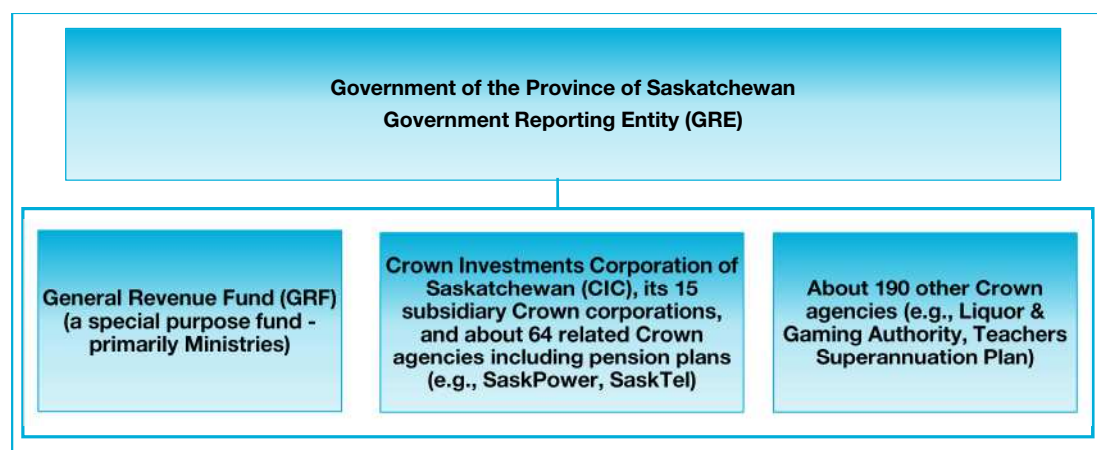 Government of the Province of Saskatchewan
Government Reporting Entity (GRE)
General Revenue Fund (GRF)
(a special purpose fund -
primarily Ministries)
Crown Investments Corporation of
Saskatchewan (CIC), its 15
subsidiary Crown corporations,
and about 64 related Crown
agencies including pension plans
(e.g., SaskPower, SaskTel)
About 190 other Crown
agencies (e.g., Liquor &
Gaming Authority, Teachers
Superannuation Plan)